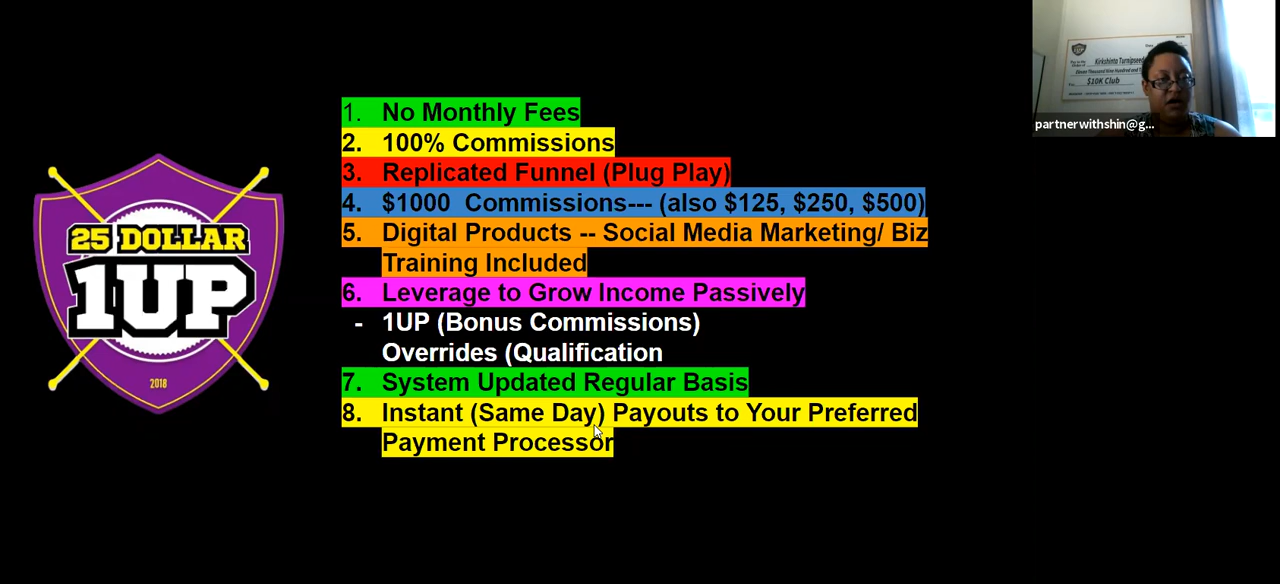 1. No Monthly Fees
2. 100% Commissions
3. Replicated Funnel (Plug Play)
4. $1000 Commissions--- (also $125, $250, $500)
5. Digital Products -- Social Media Marketing/ Biz
Training Included
6. Leverage to Grow Income Passively
- 1UP (Bonus Commissions)
Overrides (Qualification
7. System Updated Regular Basis
8. Instant (Same Day) Payouts to Your Preferred
Payment Processor
25 DOLLAR
1UP
2018
Kirkshinta Turnipseed
$10K Club
partnerwithshin@g...